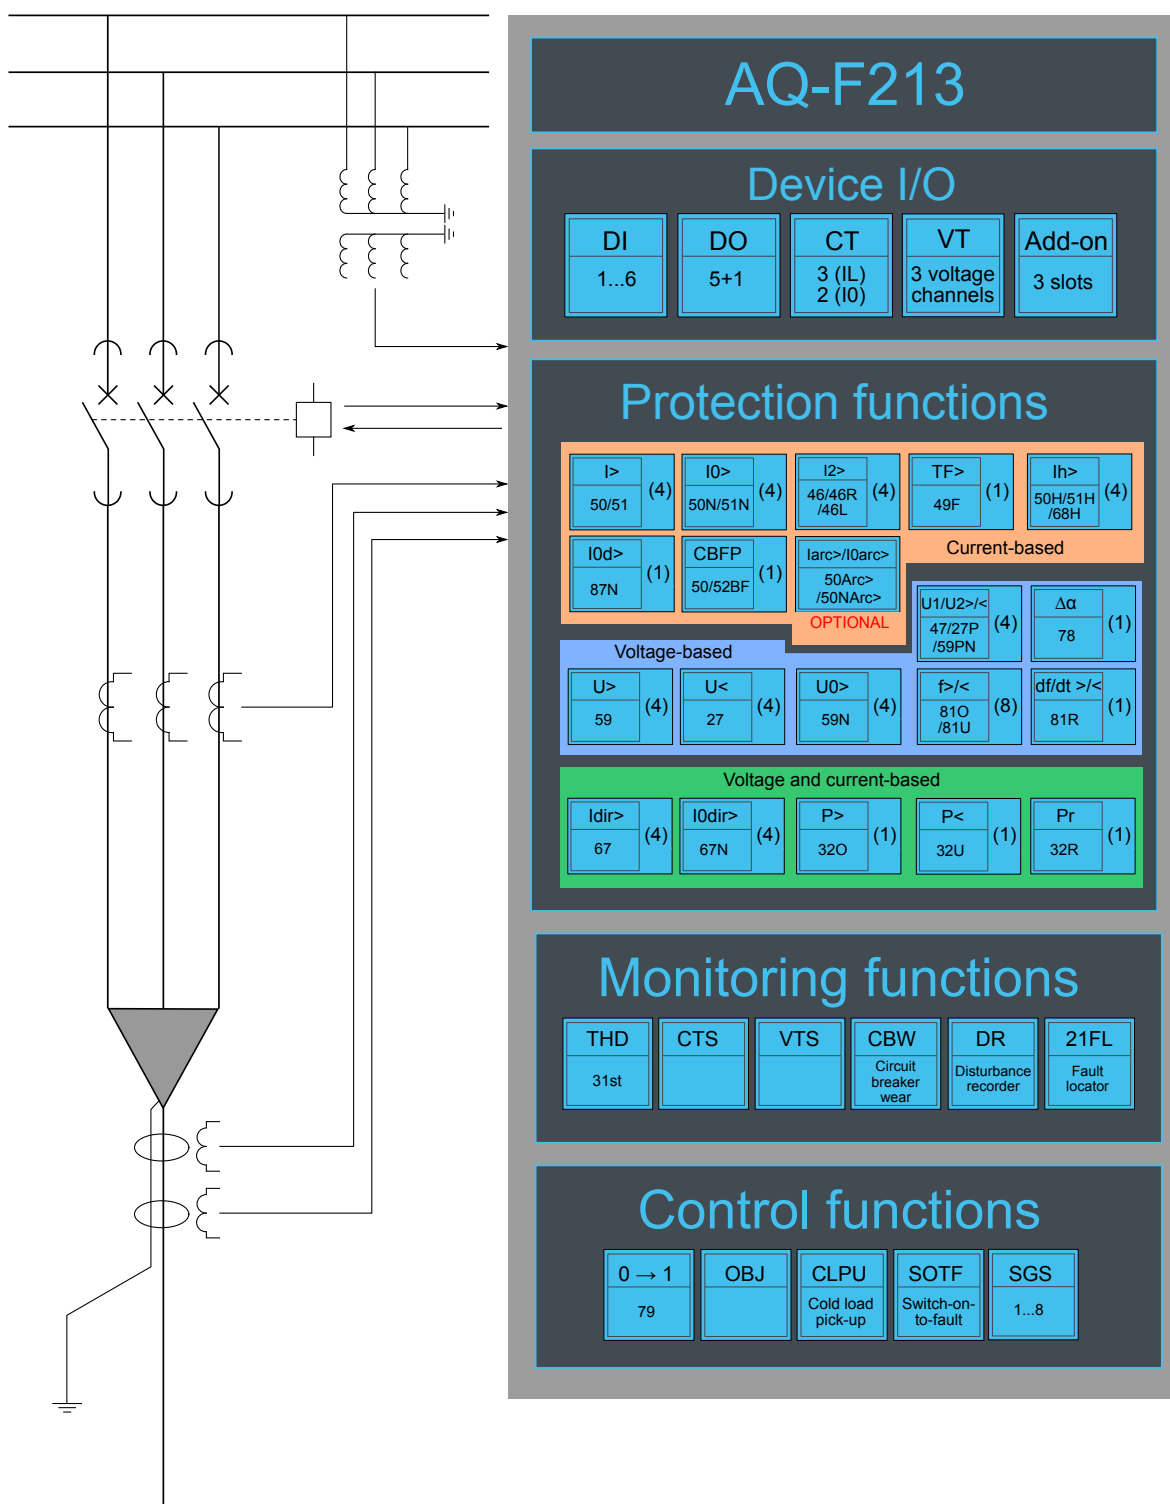 AQ-F213
Device I/O
DI
1...6
DO
5+1
CT
3 (IL)
2 (I0)
VT
3 voltage
channels
Add-on
3 slots
Protection functions
I>
50/51
(4)
I0>
50N/51N
(4)
I2>
46/46R
/46L
(4)
TF>
49F
(1)
Ih>
50H/51H
/68H
(4)
I0d>
87N
(1)
CBFP
50/52BF
(1)
Iarc>/I0arc>
50Arc>
/50NArc>
OPTIONAL
Current-based
U1/U2>/<
47/27P
/59PN
(4)
Δα
78
(1)
Voltage-based
U>
59
(4)
U<
27
(4)
U0>
59N
(4)
f>/<
81O
/81U
(8)
df/dt >/<
81R
(1)
Voltage and current-based
Idir>
67
(4)
I0dir>
67N
(4)
P>
32O
(1)
P<
32U
(1)
Pr
32R
(1)
Monitoring functions
THD
31st
CTS
VTS
CBW
Circuit
breaker
wear
DR
Disturbance
recorder
21FL
Fault
locator
Control functions
0 → 1
79
OBJ
CLPU
Cold load
pick-up
SOTF
Switch-on-
to-fault
SGS
1...8